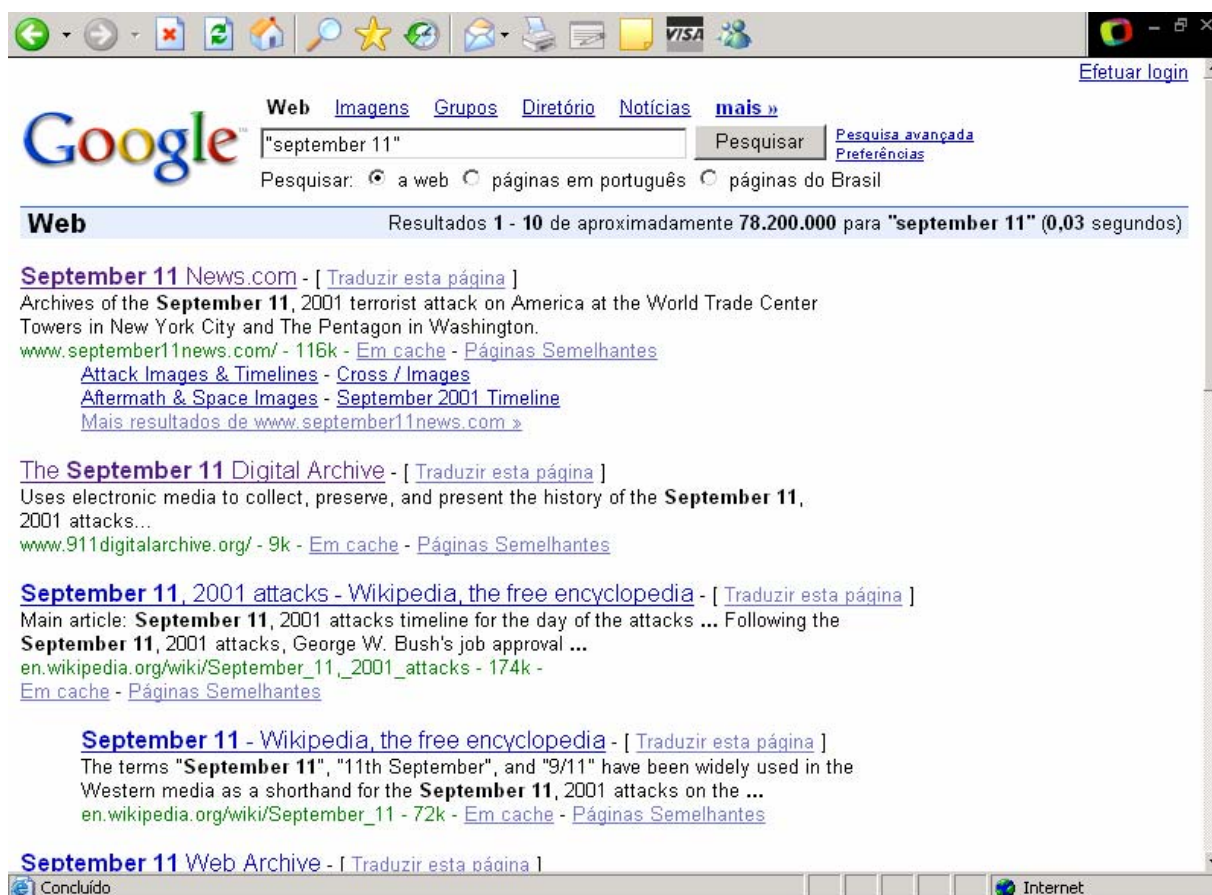 VISA
Efetuar login
Web Imagens Grupos Diretório Notícias mais »
Google™
"september 11" Pesquisar Pesquisa avançada
Preferências
Pesquisar: a web páginas em português páginas do Brasil
Web Resultados 1 - 10 de aproximadamente 78.200.000 para "september 11" (0,03 segundos)
September 11 News.com - [ Traduzir esta página ]
Archives of the September 11, 2001 terrorist attack on America at the World Trade Center
Towers in New York City and The Pentagon in Washington.
www.september11news.com/ - 116k - Em cache - Páginas Semelhantes
Attack Images & Timelines - Cross / Images
Aftermath & Space Images - September 2001 Timeline
Mais resultados de www.september11news.com »
The September 11 Digital Archive - [ Traduzir esta página ]
Uses electronic media to collect, preserve, and present the history of the September 11,
2001 attacks...
www.911digitalarchive.org/ - 9k - Em cache - Páginas Semelhantes
September 11, 2001 attacks - Wikipedia, the free encyclopedia - [ Traduzir esta página ]
Main article: September 11, 2001 attacks timeline for the day of the attacks ... Following the
September 11, 2001 attacks, George W. Bush's job approval ...
en.wikipedia.org/wiki/September_11,_2001_attacks - 174k -
Em cache - Páginas Semelhantes
September 11 - Wikipedia, the free encyclopedia - [ Traduzir esta página ]
The terms "September 11", "11th September", and "9/11" have been widely used in the
Western media as a shorthand for the September 11, 2001 attacks on the ...
en.wikipedia.org/wiki/September_11 - 72k - Em cache - Páginas Semelhantes
September 11 Web Archive - [ Traduzir esta página ]
Concluído Internet